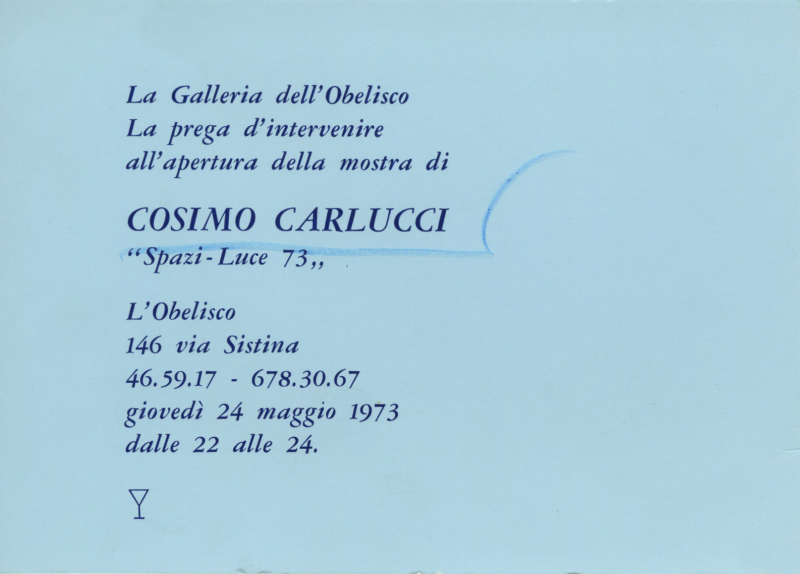 La Galleria dell'Obelisco
La prega d'intervenire
all'apertura della mostra di
COSIMO CARLUCCI
“Spazi-Luce 73„
L'Obelisco
146 via Sistina
46.59.17 - 678.30.67
giovedì 24 maggio 1973
dalle 22 alle 24.